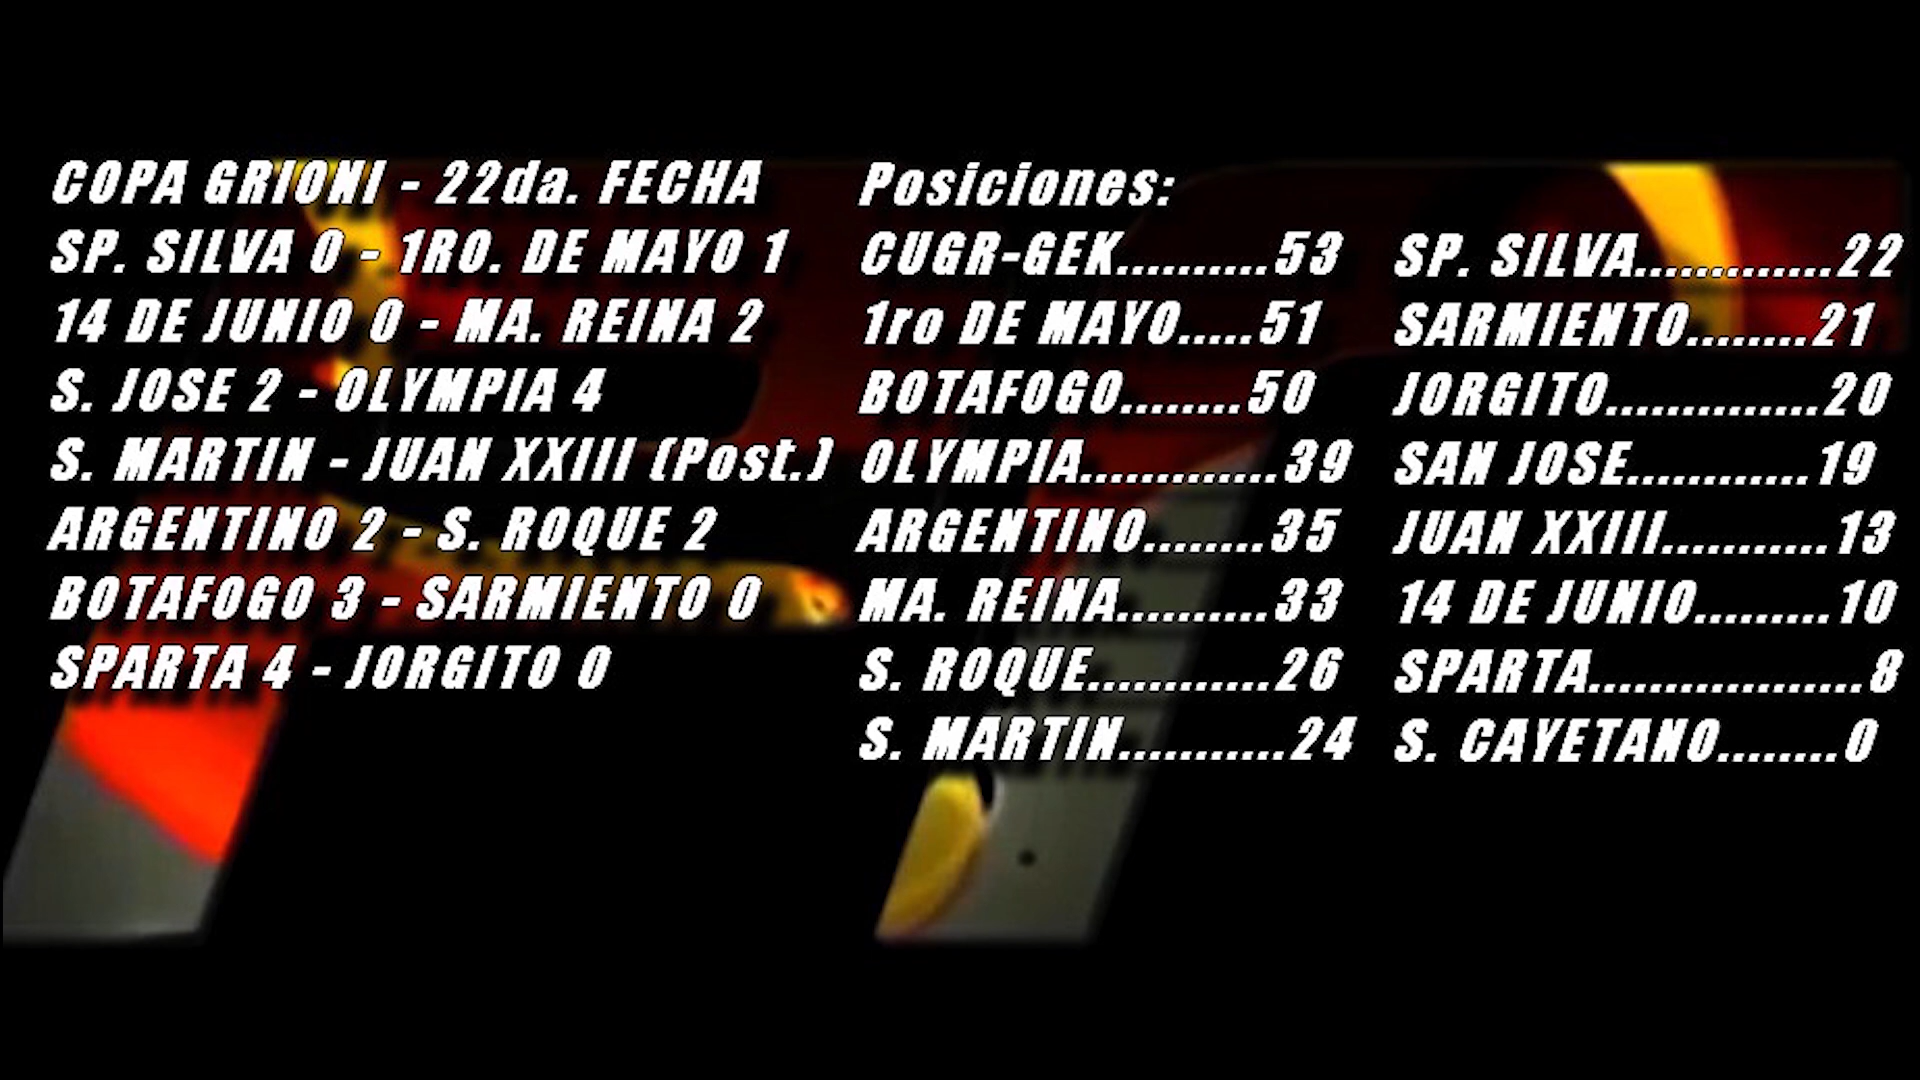 COPA GRIONI - 22da. FECHA
SP. SILVA 0 - 1RO. DE MAYO 1
14 DE JUNIO 0 - MA. REINA 2
S. JOSE 2 - OLYMPIA 4
S. MARTIN - JUAN XXIII (Post.)
ARGENTINO 2 - S. ROQUE 2
BOTAFOGO 3 - SARMIENTO 0
SPARTA 4 - JORGITO 0
Posiciones:
CUGR-GEK..........53
1ro DE MAYO.....51
BOTAFOGO........50
OLYMPIA.............39
ARGENTINO........35
MA. REINA..........33
S. ROQUE............26
S. MARTIN...........24
SP. SILVA.............22
SARMIENTO........21
JORGITO..............20
SAN JOSE............19
JUAN XXIII...........13
14 DE JUNIO.........10
SPARTA..................8
S. CAYETANO........0